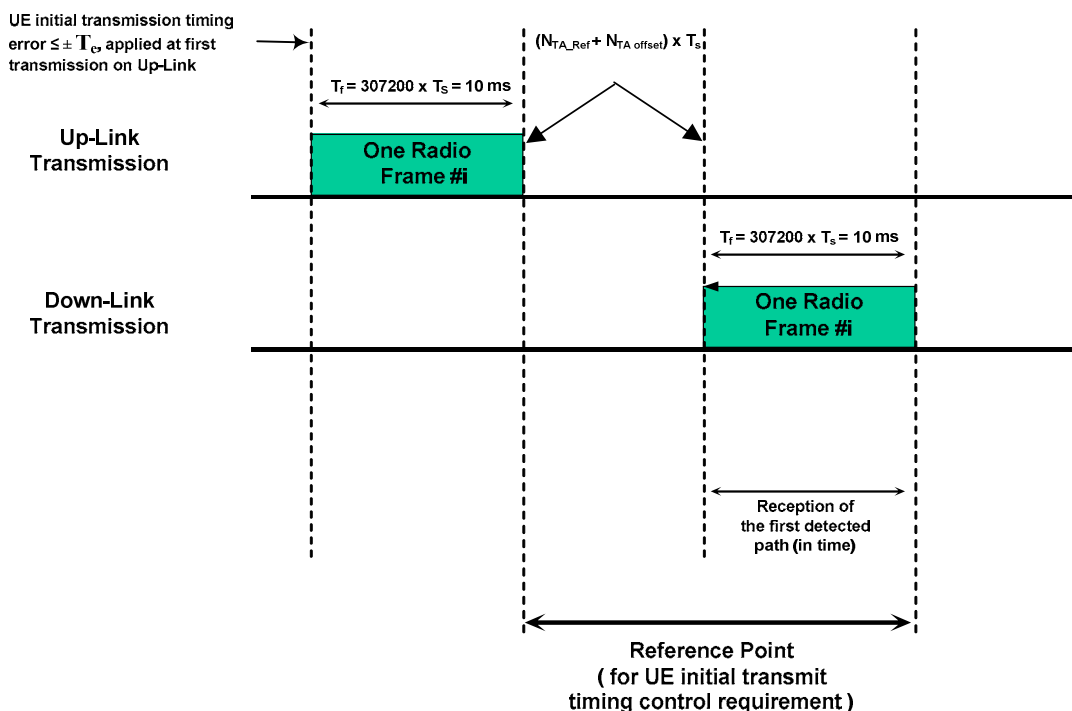 UE initial transmission timing
error ≤ ± Te, applied at first
transmission on Up-Link
(NTA_Ref + NTA offset) x Ts
Tf = 307200 x TS = 10 ms
Up-Link
Transmission
One Radio
Frame #i
Tf = 307200 x Ts = 10 ms
Down-Link
Transmission
One Radio
Frame #i
Reception of
the first detected
path (in time)
Reference Point
( for UE initial transmit
timing control requirement )